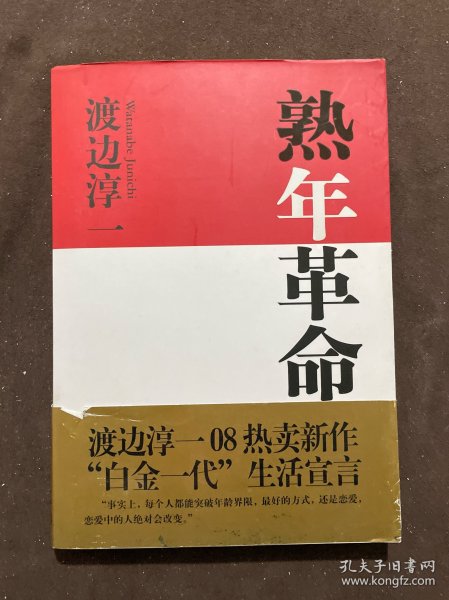 熟年革命
渡边淳一
Watanabe Junichi
渡边淳一 08 热卖新作
“白金一代” 生活宣言
“事实上，每个人都能突破年龄界限，最好的方式，还是恋爱，
恋爱中的人绝对会改变。”
孔夫子旧书网
www.kongfz.com